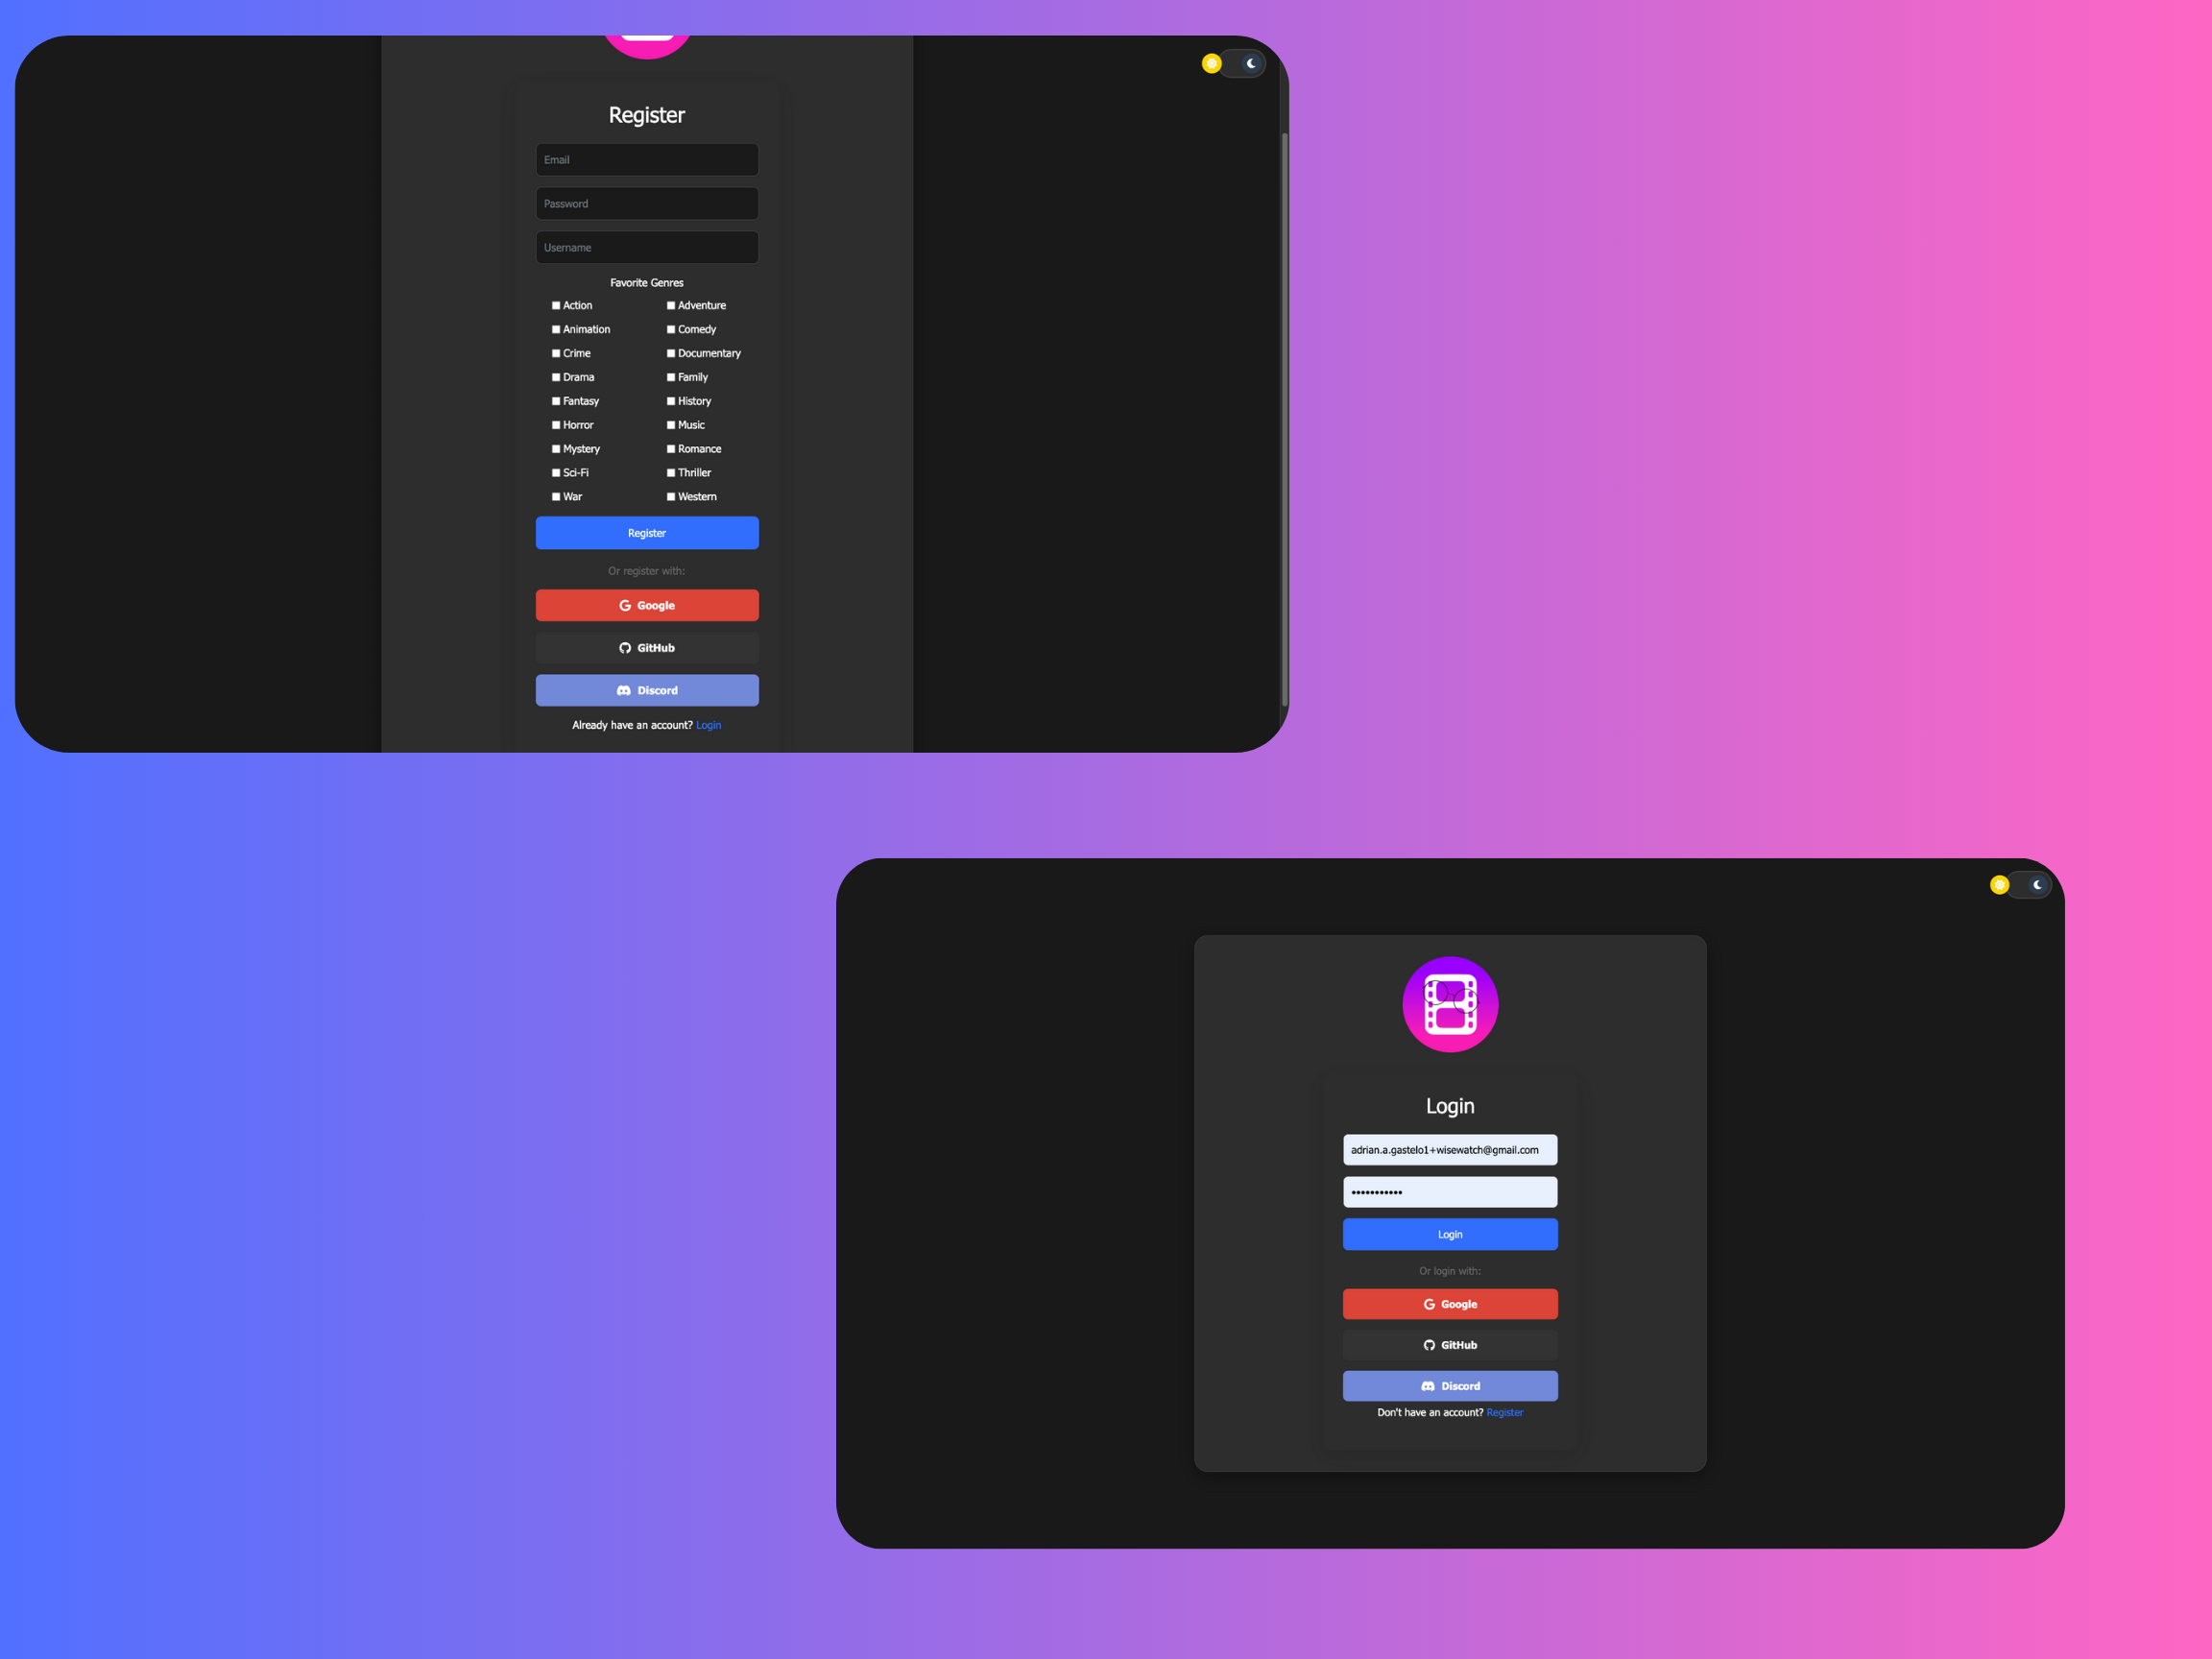 Register
Email
Password
Username
Favorite Genres
Action Adventure
Animation Comedy
Crime Documentary
Drama Family
Fantasy History
Horror Music
Mystery Romance
Sci-Fi Thriller
War Western
Register
Or register with:
Google
GitHub
Discord
Already have an account? Login
Login
adrian.a.gastelo1+wisewatch@gmail.com
•••••••••••
Login
Or login with:
Google
GitHub
Discord
Don't have an account? Register